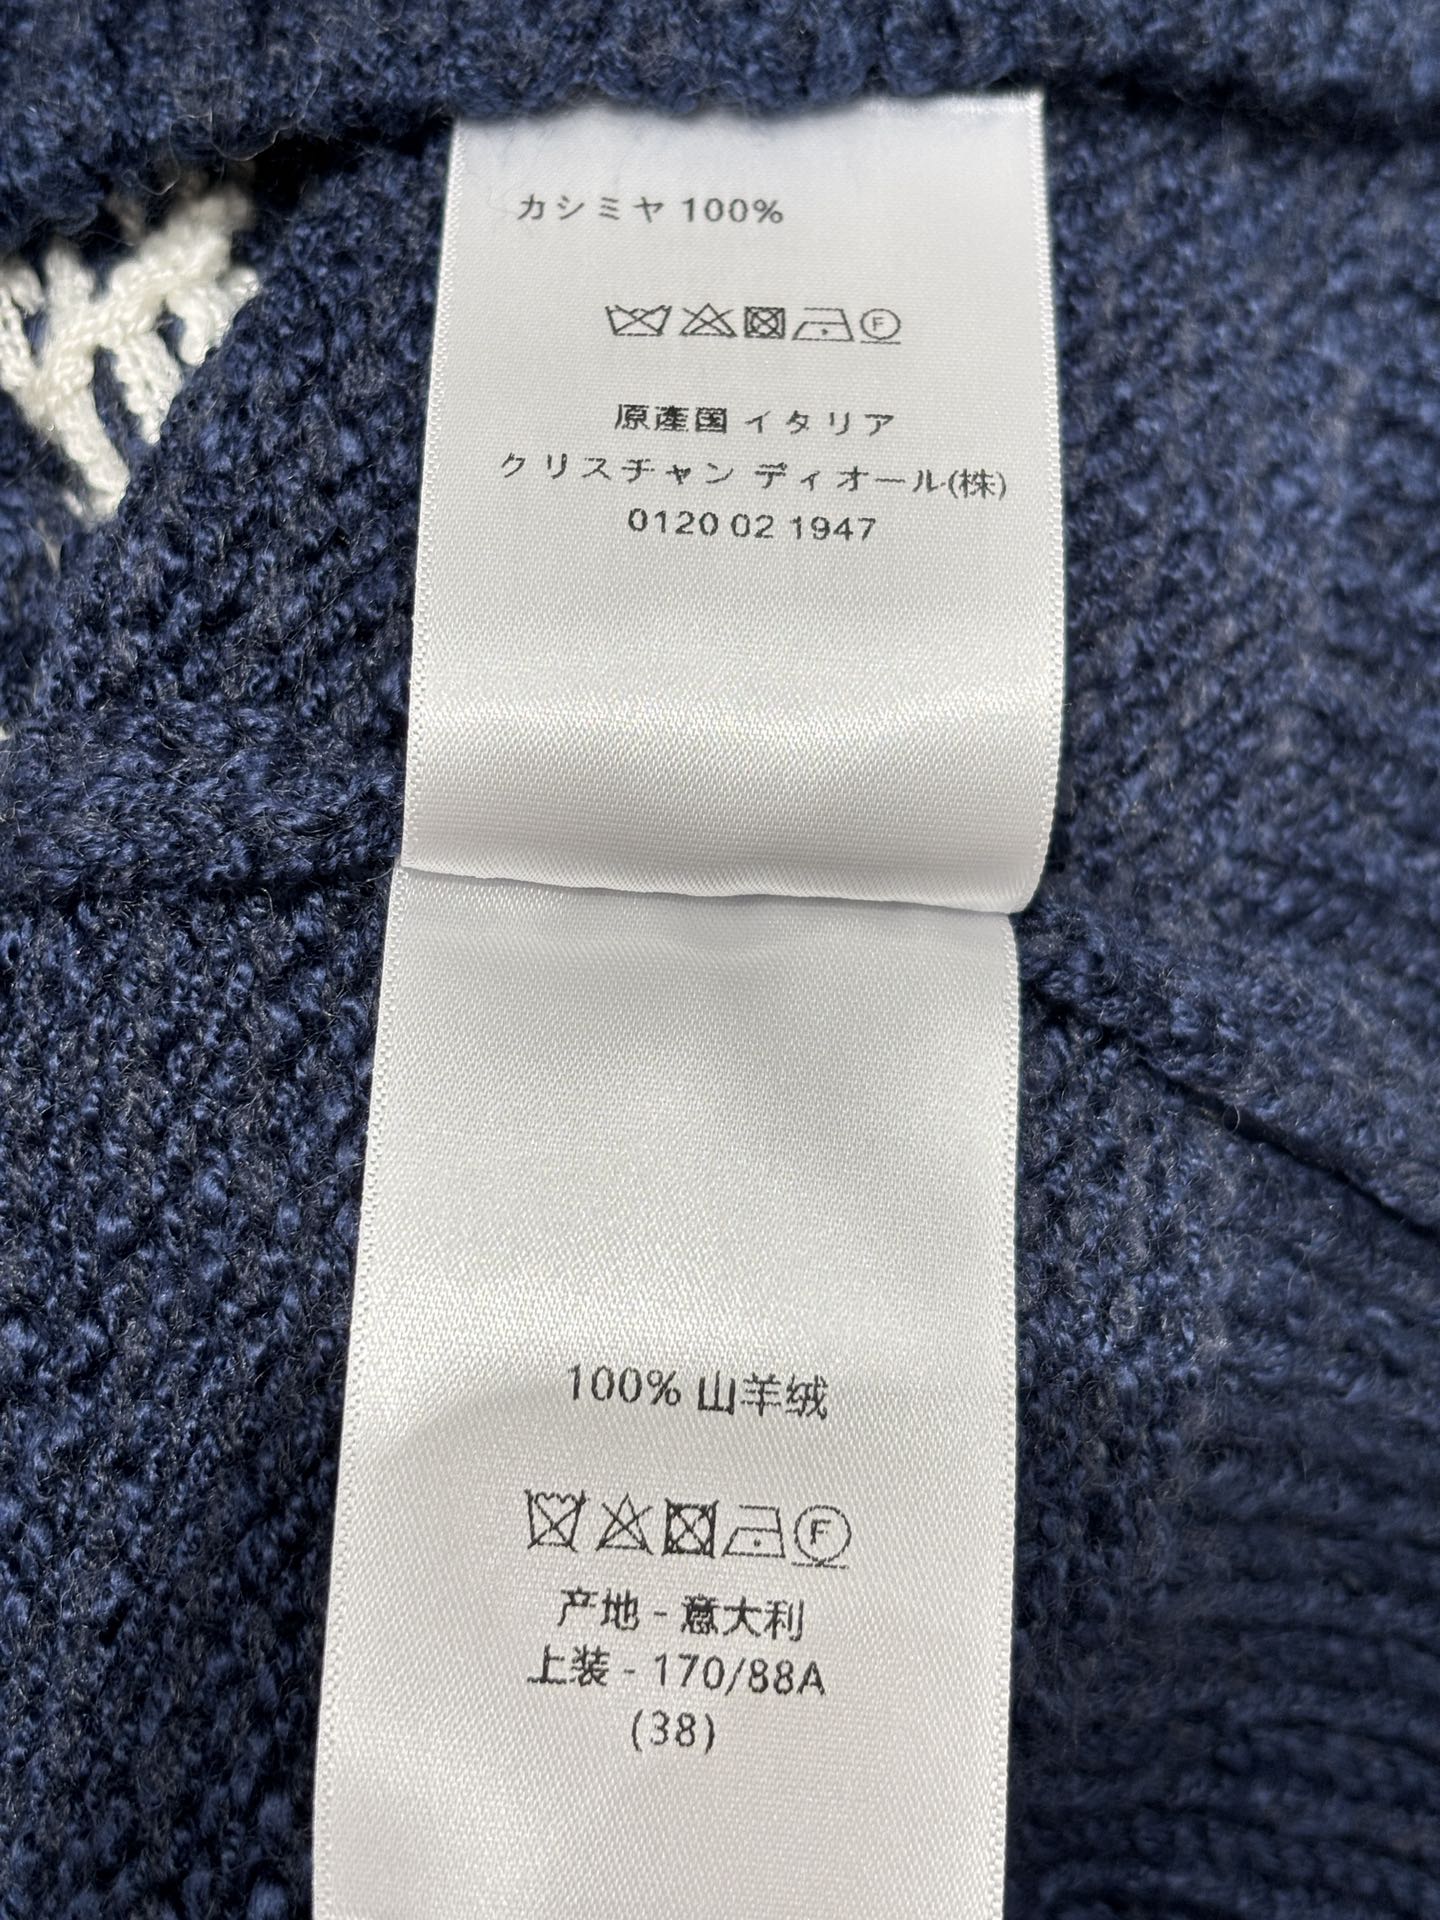 カシミヤ 100%
F
原産国 イタリア
クリスチャン ディオール(株)
0120 02 1947
100% 山羊绒
F
产地 - 意大利
上装 - 170/88A
(38)